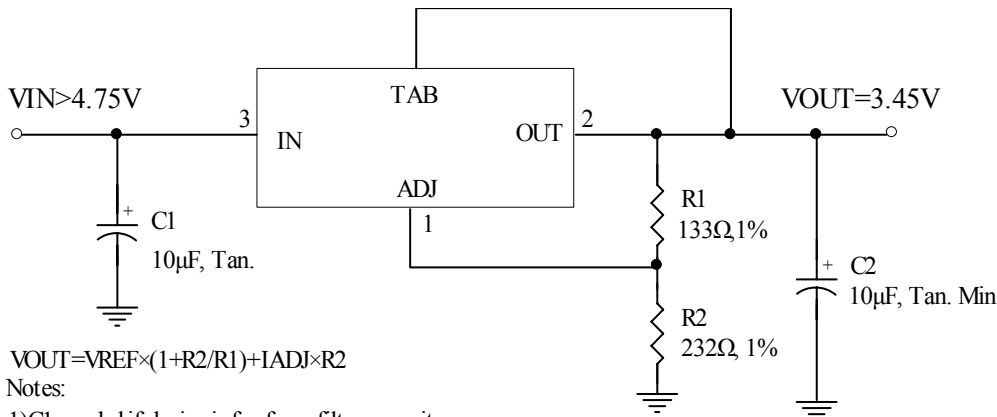 VIN>4.75V
TAB
VOUT=3.45V
3
IN
OUT
2
ADJ
1
C1
+
10μF, Tan.
R1
133Ω,1%
R2
232Ω, 1%
C2
+
10μF, Tan. Min
VOUT=VREF×(1+R2/R1)+IADJ×R2
Notes: